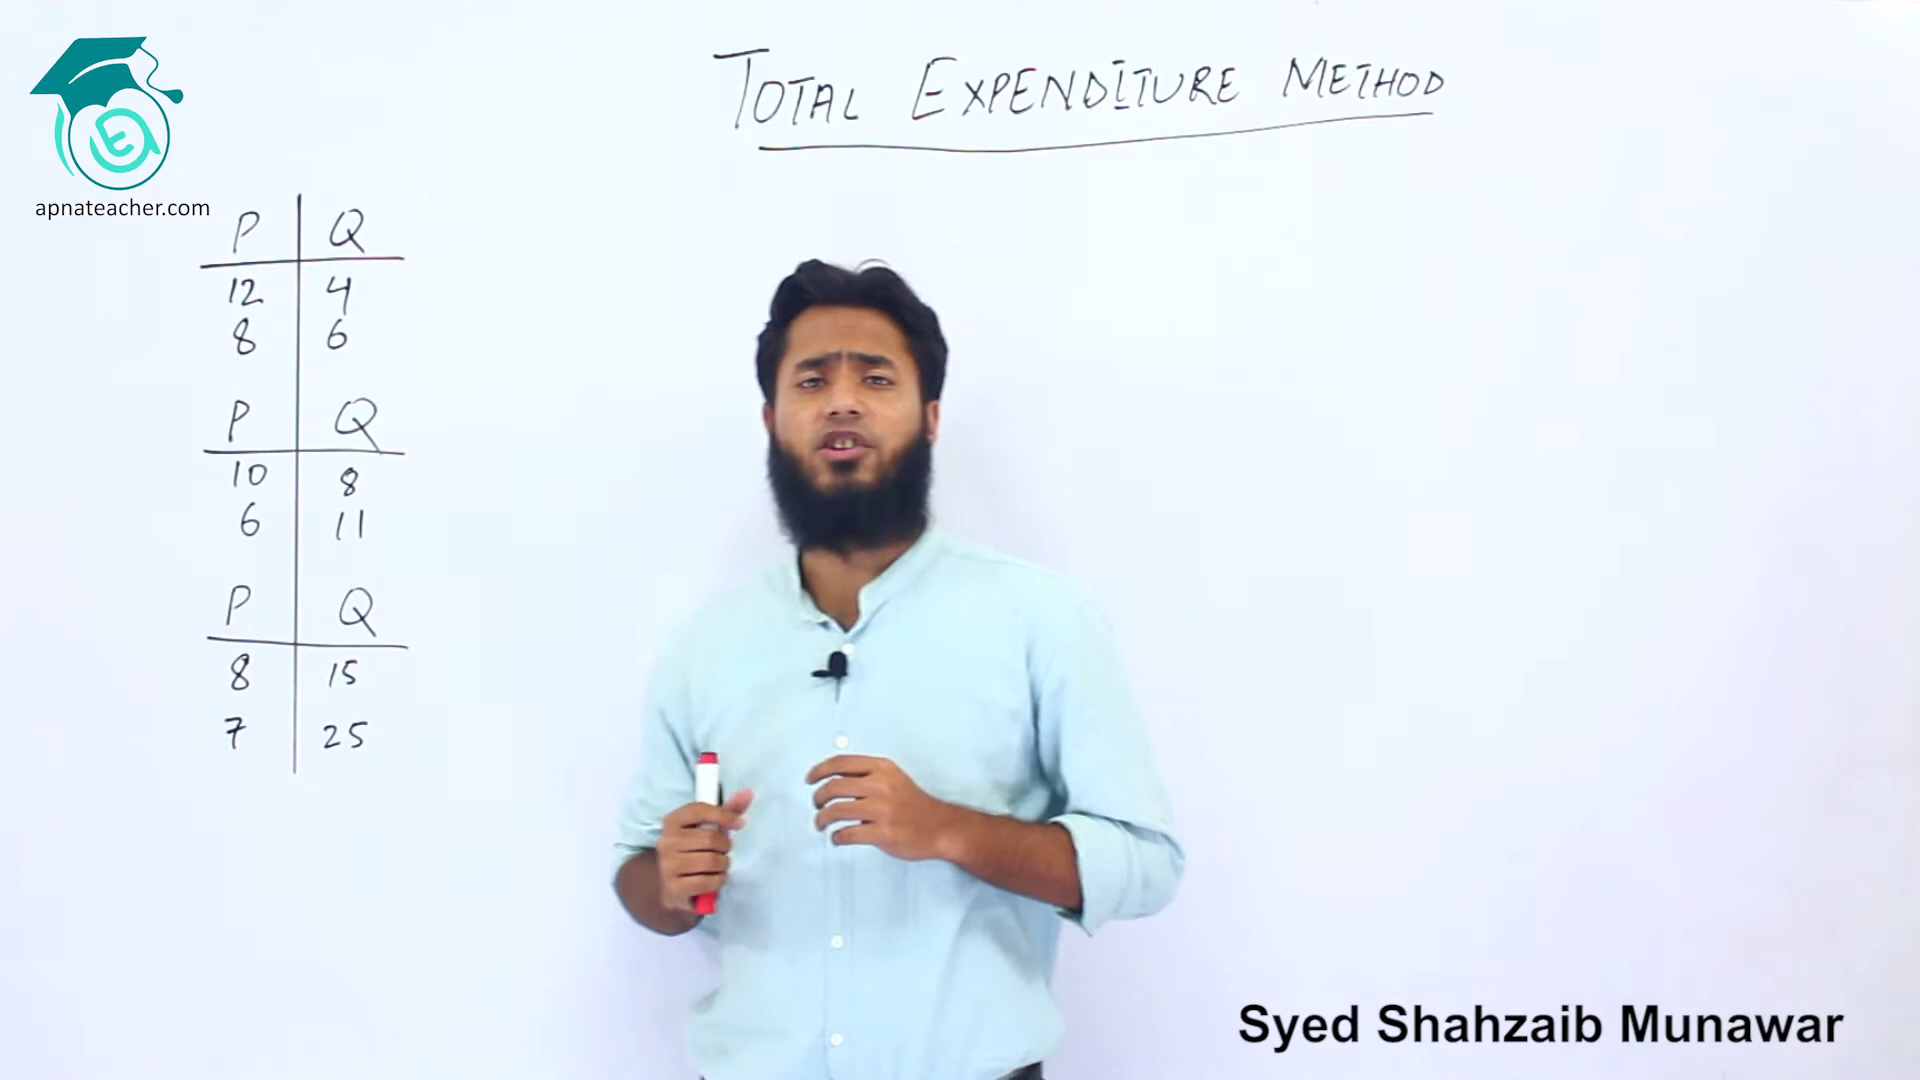 TOTAL EXPENDITURE METHOD
apnateacher.com
P Q
12 4
8 6
P Q
10 8
6 11
P Q
8 15
7 25
Syed Shahzaib Munawar